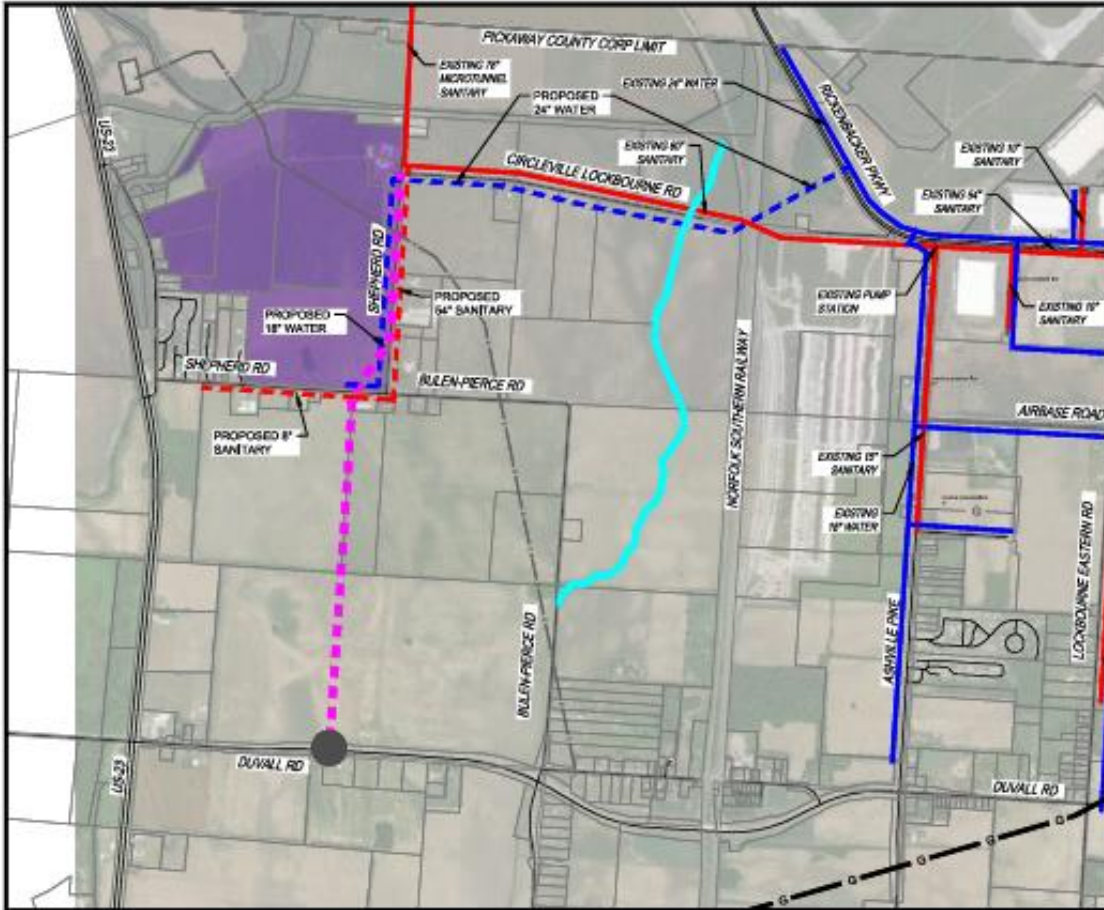 PICKAWAY COUNTY CORP LIMIT
EXISTING 78"
MICROTUNNEL
SANITARY
EXISTING 24" WATER
PROPOSED
24" WATER
RICKENBACKER PKWY
US-23
CIRCLEVILLE LOCKBOURNE RD
EXISTING 60"
SANITARY
EXISTING 10"
SANITARY
EXISTING 54"
SANITARY
SHEPHERD RD
PROPOSED
54" SANITARY
EXISTING PUMP
STATION
EXISTING 10"
SANITARY
PROPOSED
18" WATER
SHEPHERD RD
BULEN-PIERCE RD
NORFOLK SOUTHERN RAILWAY
AIRBASE ROAD
PROPOSED 8"
SANITARY
EXISTING 15"
SANITARY
EXISTING
16" WATER
G
LOCKBOURNE EASTERN RD
BULEN-PIERCE RD
ASHVILLE PIKE
US-23
DUVALL RD
DUVALL RD
G
G
G
G